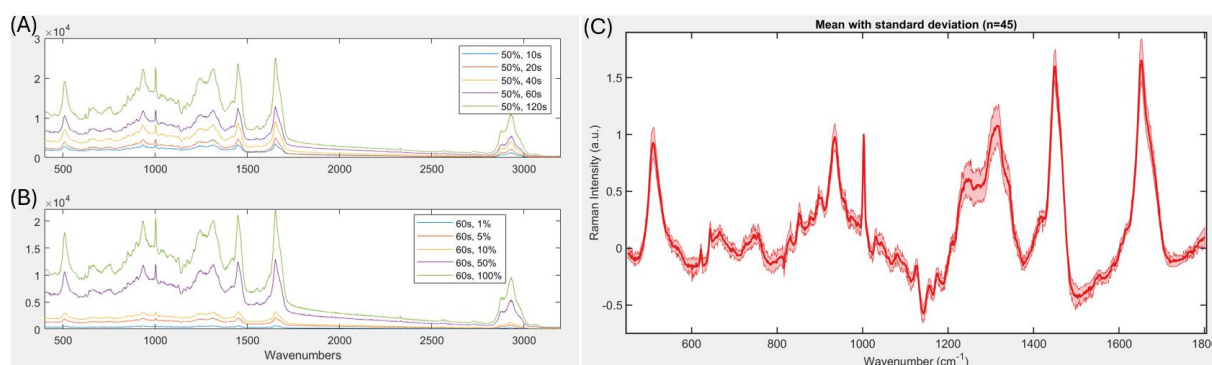 (A)
×10⁴
3
2
1
0
500 1000 1500 2000 2500 3000
50%, 10s
50%, 20s
50%, 40s
50%, 60s
50%, 120s
(B)
×10⁴
2
1.5
1
0.5
0
500 1000 1500 2000 2500 3000
Wavenumbers
60s, 1%
60s, 5%
60s, 10%
60s, 50%
60s, 100%
(C)
Mean with standard deviation (n=45)
Raman Intensity (a.u.)
1.5
1
0.5
0
-0.5
600 800 1000 1200 1400 1600 1800
Wavenumber (cm⁻¹)